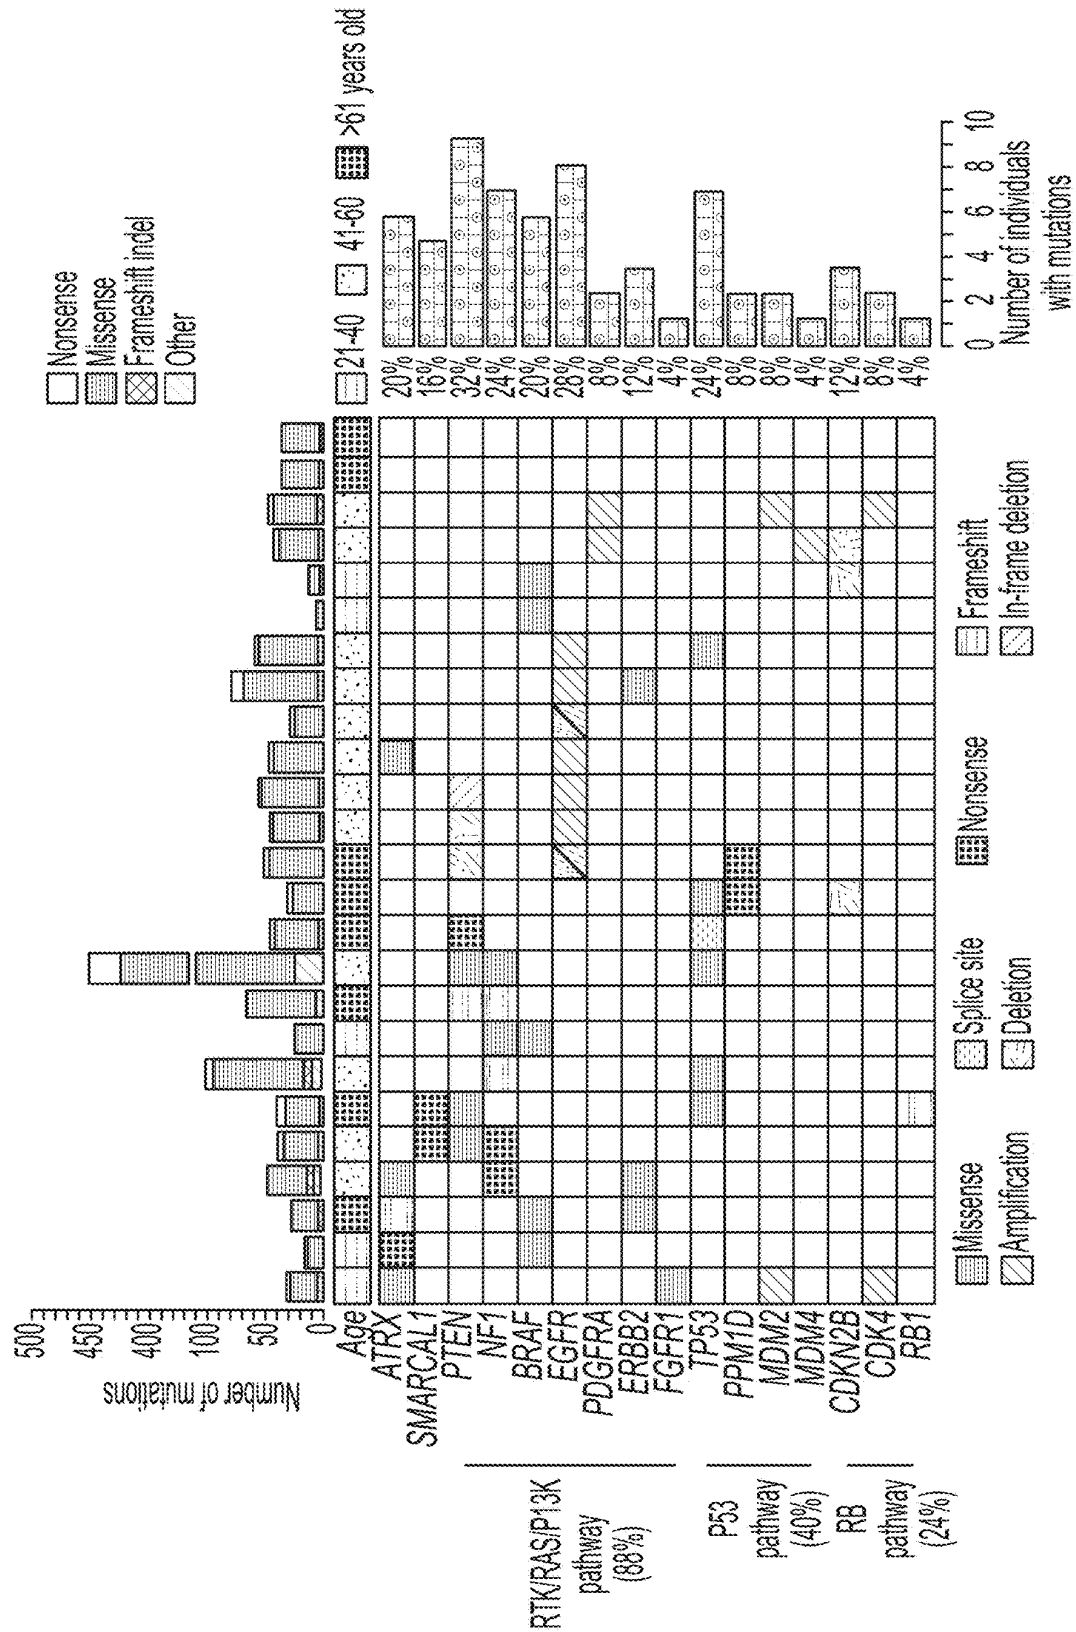 Nonsense
Missense
Frameshift indel
Other
Number of mutations
500
450
400
100
50
0
21-40
41-60
>61 years old
Age
ATRX
20%
SMARCAL1
16%
PTEN
32%
NF1
24%
BRAF
20%
EGFR
28%
PDGFRA
8%
ERBB2
12%
FGFR1
4%
TP53
24%
PPM1D
8%
MDM2
8%
MDM4
4%
CDKN2B
12%
CDK4
8%
RB1
4%
RTK/RAS/P13K
pathway
(88%)
P53
pathway
(40%)
RB
pathway
(24%)
0 2 4 6 8 10
Number of individuals
with mutations
Missense
Splice site
Nonsense
Frameshift
Amplification
Deletion
In-frame deletion